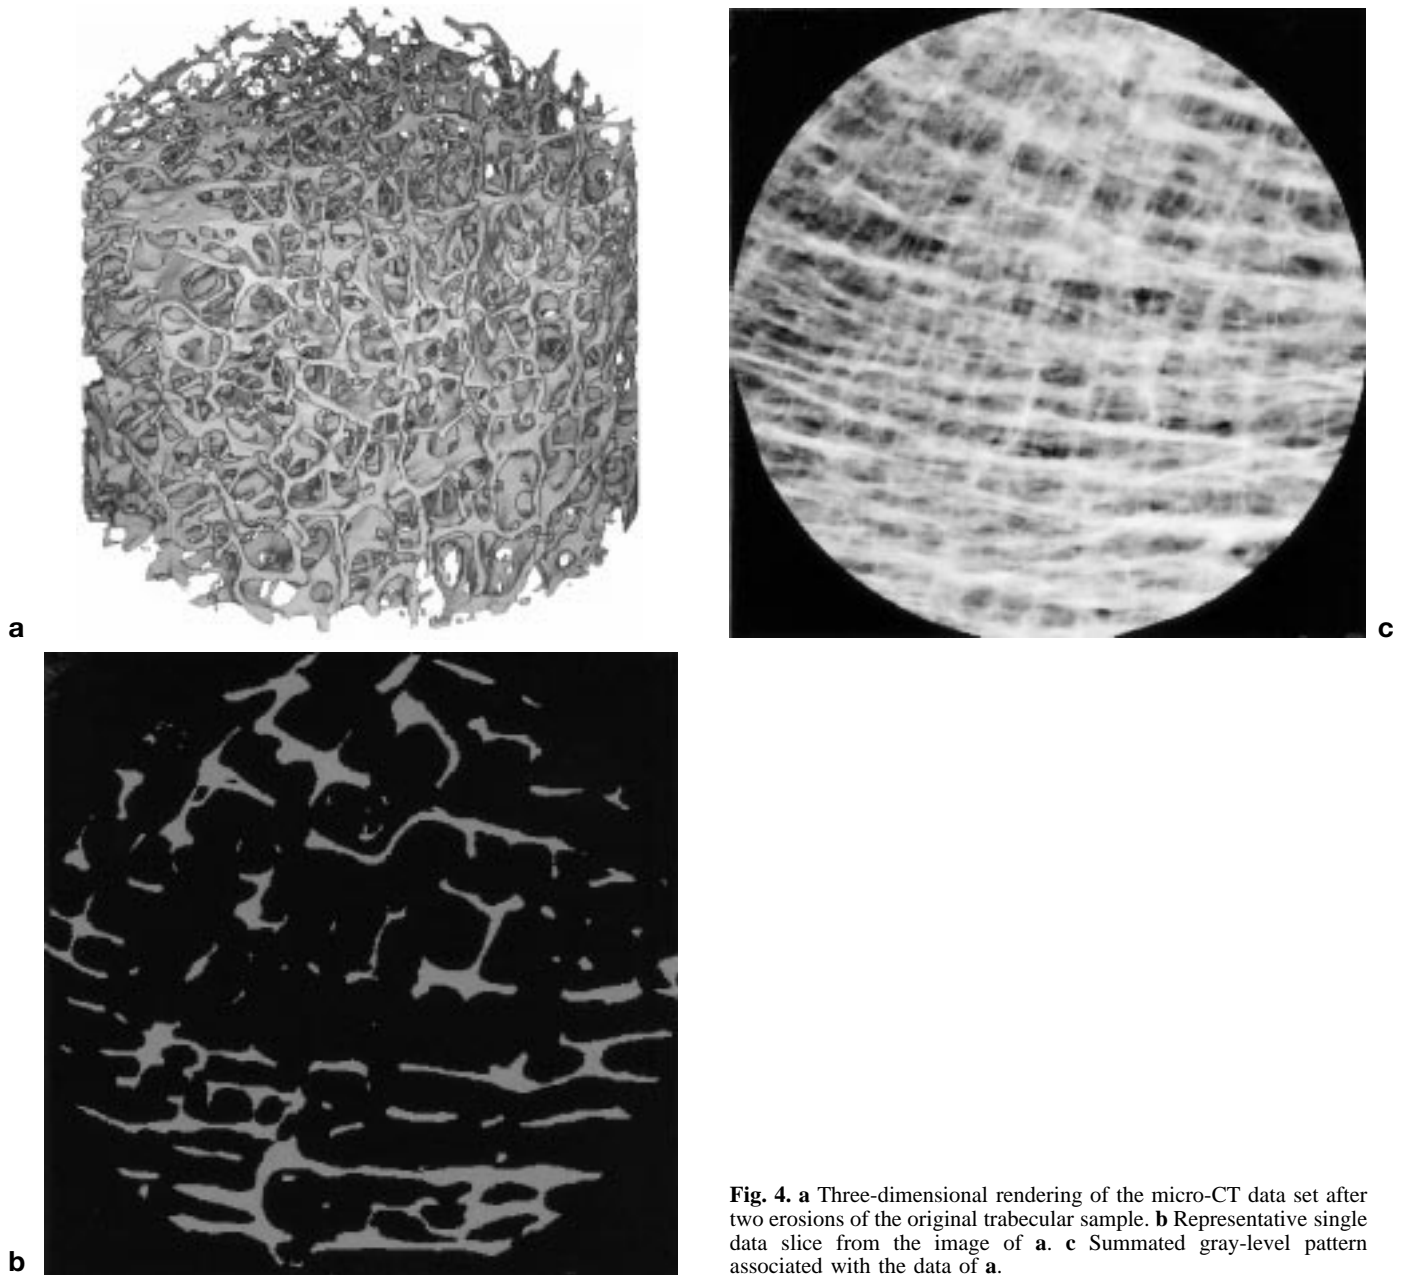 a
c
b
Fig. 4. a Three-dimensional rendering of the micro-CT data set after
two erosions of the original trabecular sample. b Representative single
data slice from the image of a. c Summated gray-level pattern
associated with the data of a.